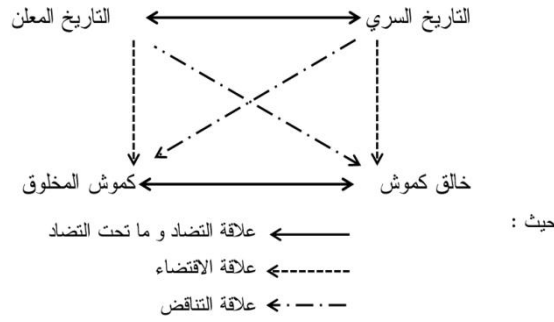 التاريخ السري التاريخ المعلن
خالق كموش كموش المخلوق
حيث :
علاقة التضاد و ما تحت التضاد
علاقة الاقتضاء
علاقة التناقض